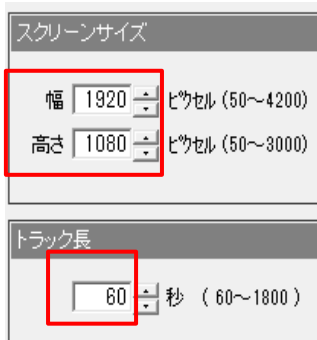 スクリーンサイズ
幅 1920 ピクセル (50～4200)
高さ 1080 ピクセル (50～3000)
トラック長
60 秒 ( 60～1800 )